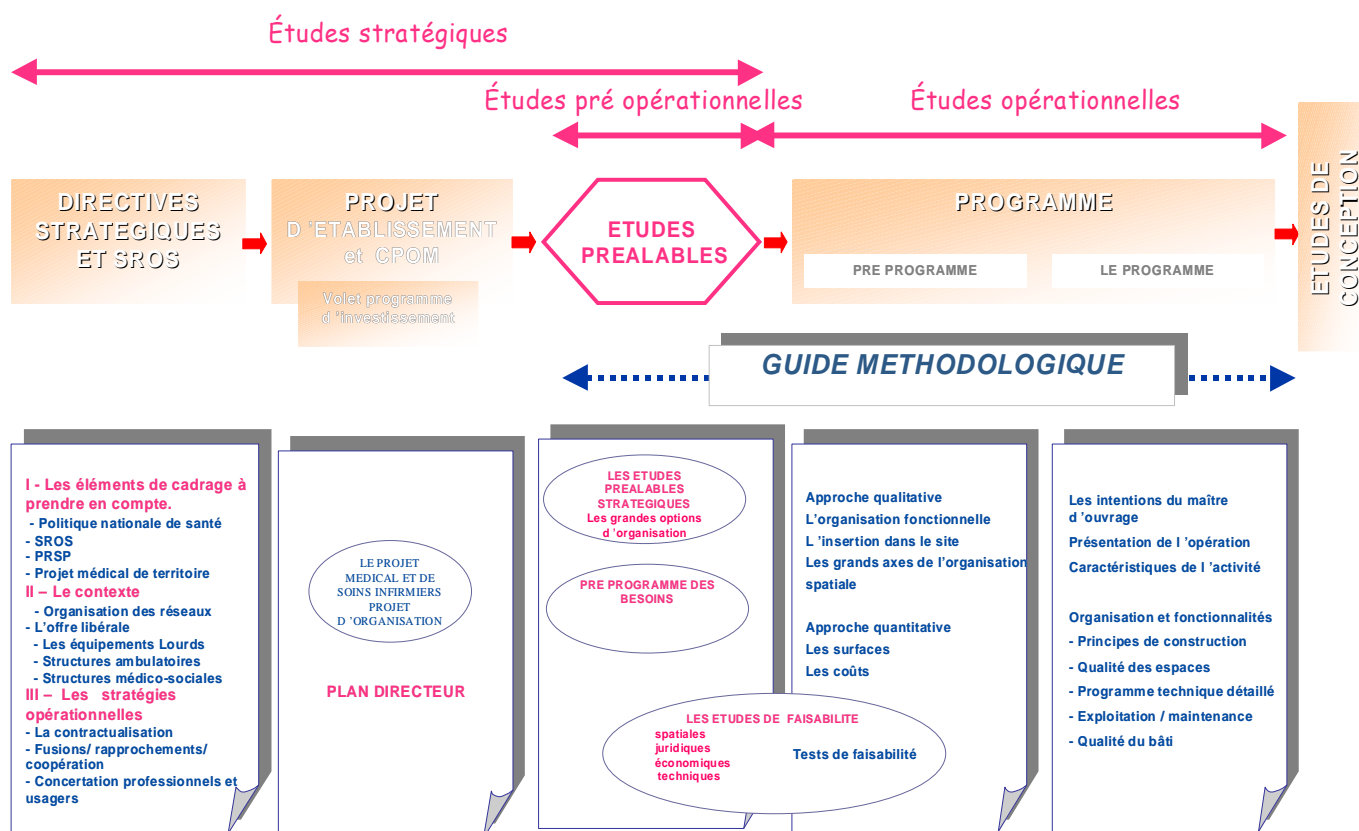 Études stratégiques
Études pré opérationnelles
Études opérationnelles
DIRECTIVES
STRATEGIQUES
ET SROS
PROJET
D 'ETABLISSEMENT
et CPOM
Volet programme
d 'investissement
ETUDES
PREALABLES
PROGRAMME
PRE PROGRAMME
LE PROGRAMME
ETUDES DE
CONCEPTION
GUIDE METHODOLOGIQUE
I - Les éléments de cadrage à
prendre en compte.
- Politique nationale de santé
- SROS
- PRSP
- Projet médical de territoire
II – Le contexte
- Organisation des réseaux
- L'offre libérale
- Les équipements Lourds
- Structures ambulatoires
- Structures médico-sociales
III – Les stratégies
opérationnelles
- La contractualisation
- Fusions/ rapprochements/
coopération
- Concertation professionnels et
usagers
LE PROJET
MEDICAL ET DE
SOINS INFIRMIERS
PROJET
D 'ORGANISATION
PLAN DIRECTEUR
LES ETUDES
PREALABLES
STRATEGIQUES
Les grandes options
d 'organisation
PRE PROGRAMME DES
BESOINS
LES ETUDES DE FAISABILITE
spatiales
juridiques
économiques
techniques
Tests de faisabilité
Approche qualitative
L'organisation fonctionnelle
L 'insertion dans le site
Les grands axes de l'organisation
spatiale
Approche quantitative
Les surfaces
Les coûts
Les intentions du maître
d 'ouvrage
Présentation de l 'opération
Caractéristiques de l 'activité
Organisation et fonctionnalités
- Principes de construction
- Qualité des espaces
- Programme technique détaillé
- Exploitation / maintenance
- Qualité du bâti